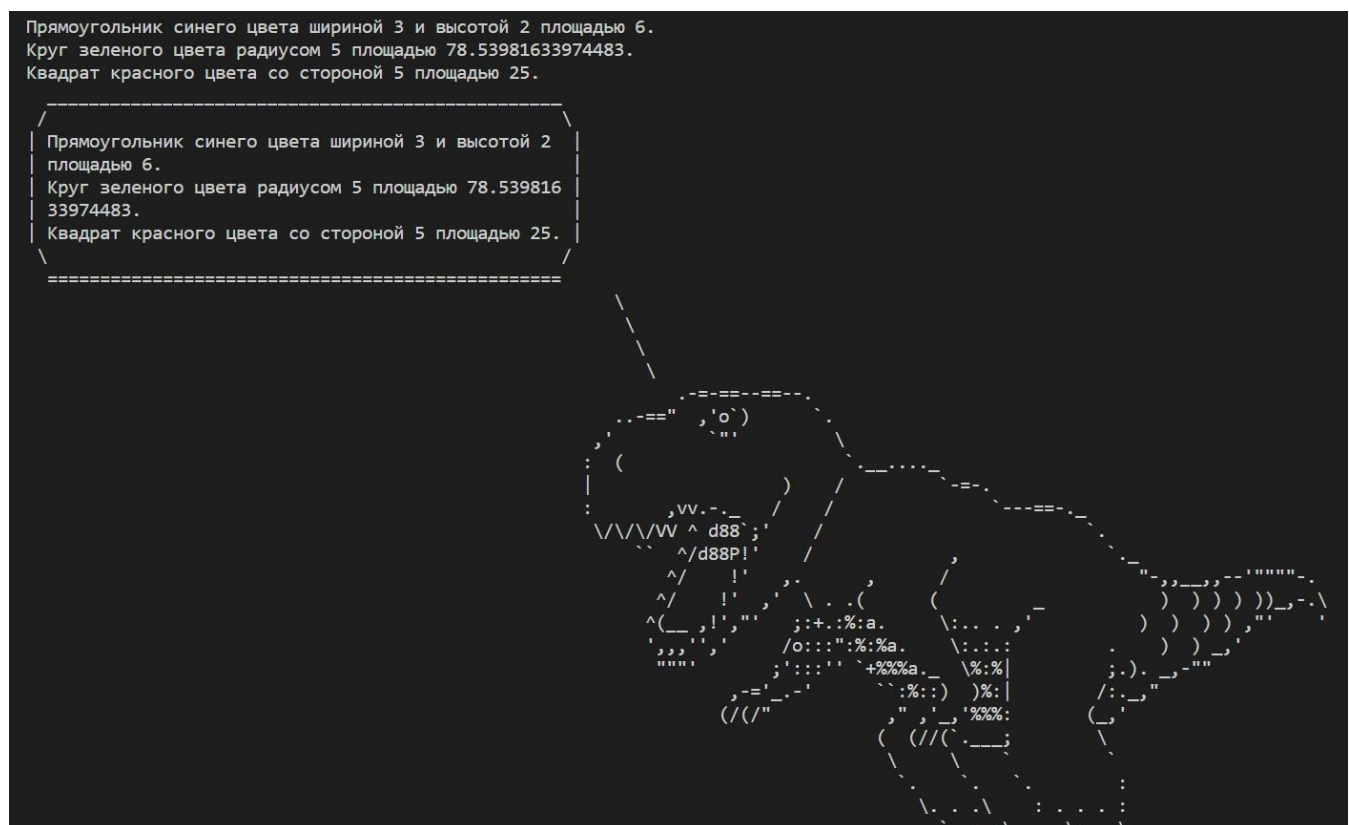 Прямоугольник синего цвета шириной 3 и высотой 2 площадью 6.
Круг зеленого цвета радиусом 5 площадью 78.53981633974483.
Квадрат красного цвета со стороной 5 площадью 25.
Прямоугольник синего цвета шириной 3 и высотой 2
площадью 6.
Круг зеленого цвета радиусом 5 площадью 78.539816
33974483.
Квадрат красного цвета со стороной 5 площадью 25.